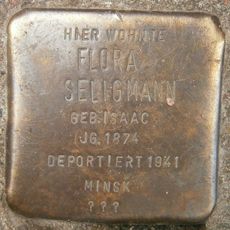 HIER WOHNTE
FLORA
SELIGMANN
GEB. ISAAC
JG. 1874
DEPORTIERT 1941
MINSK
???